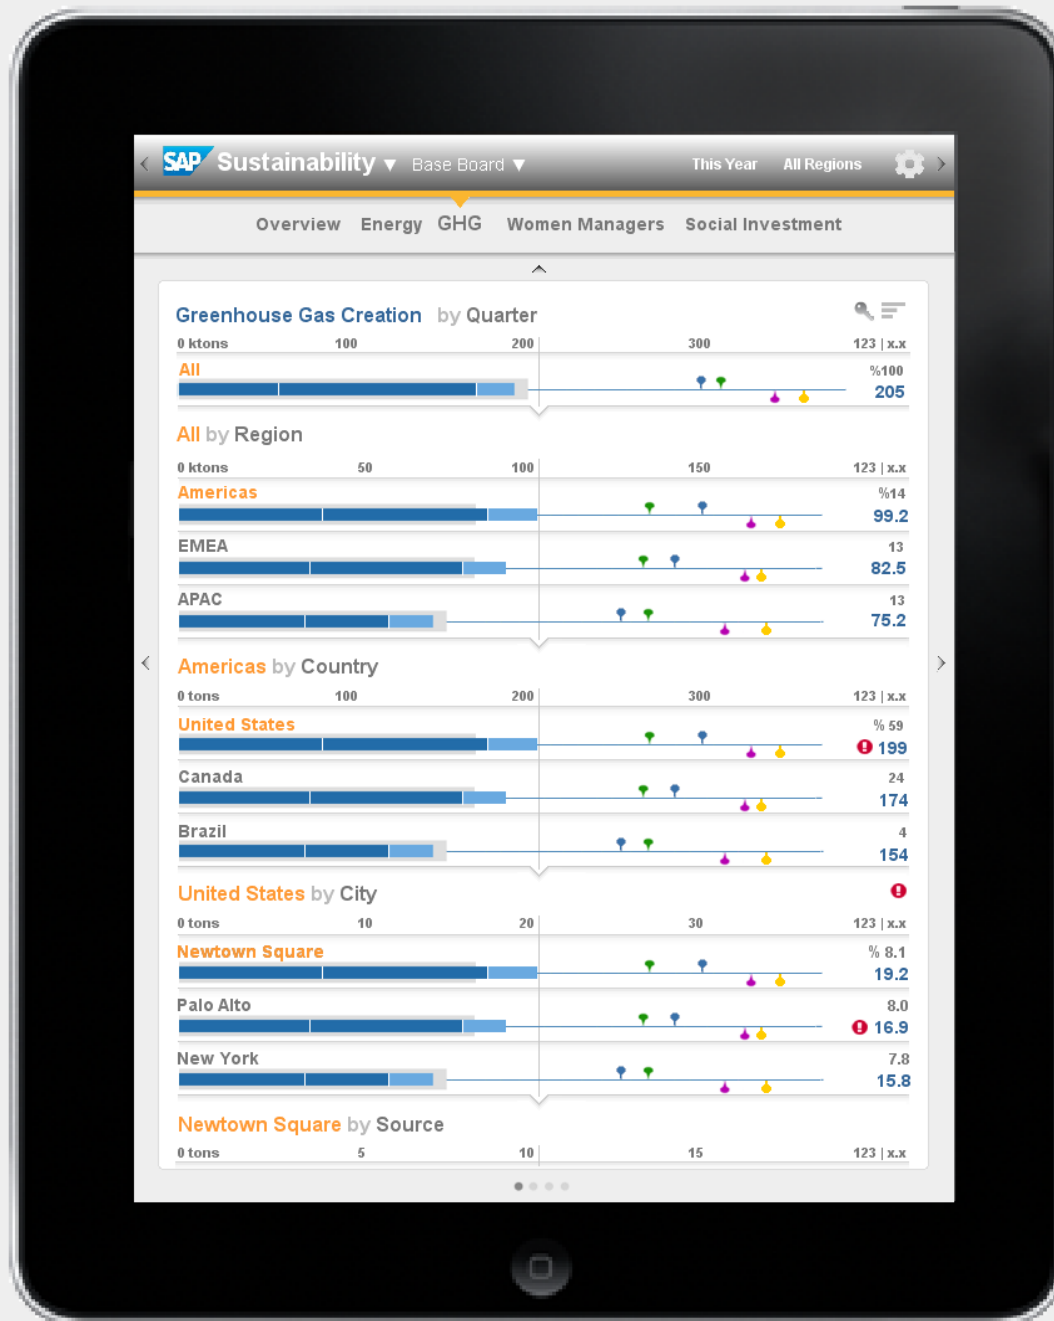 SAP Sustainability ▼ Base Board ▼ This Year All Regions
Overview Energy GHG Women Managers Social Investment
Greenhouse Gas Creation by Quarter
0 ktons 100 200 300 123 | x.x
All %100
205
All by Region
0 ktons 50 100 150 123 | x.x
Americas %14
99.2
EMEA 13
82.5
APAC 13
75.2
Americas by Country
0 tons 100 200 300 123 | x.x
United States % 59
199
Canada 24
174
Brazil 4
154
United States by City
0 tons 10 20 30 123 | x.x
Newtown Square % 8.1
19.2
Palo Alto 8.0
16.9
New York 7.8
15.8
Newtown Square by Source
0 tons 5 10 15 123 | x.x